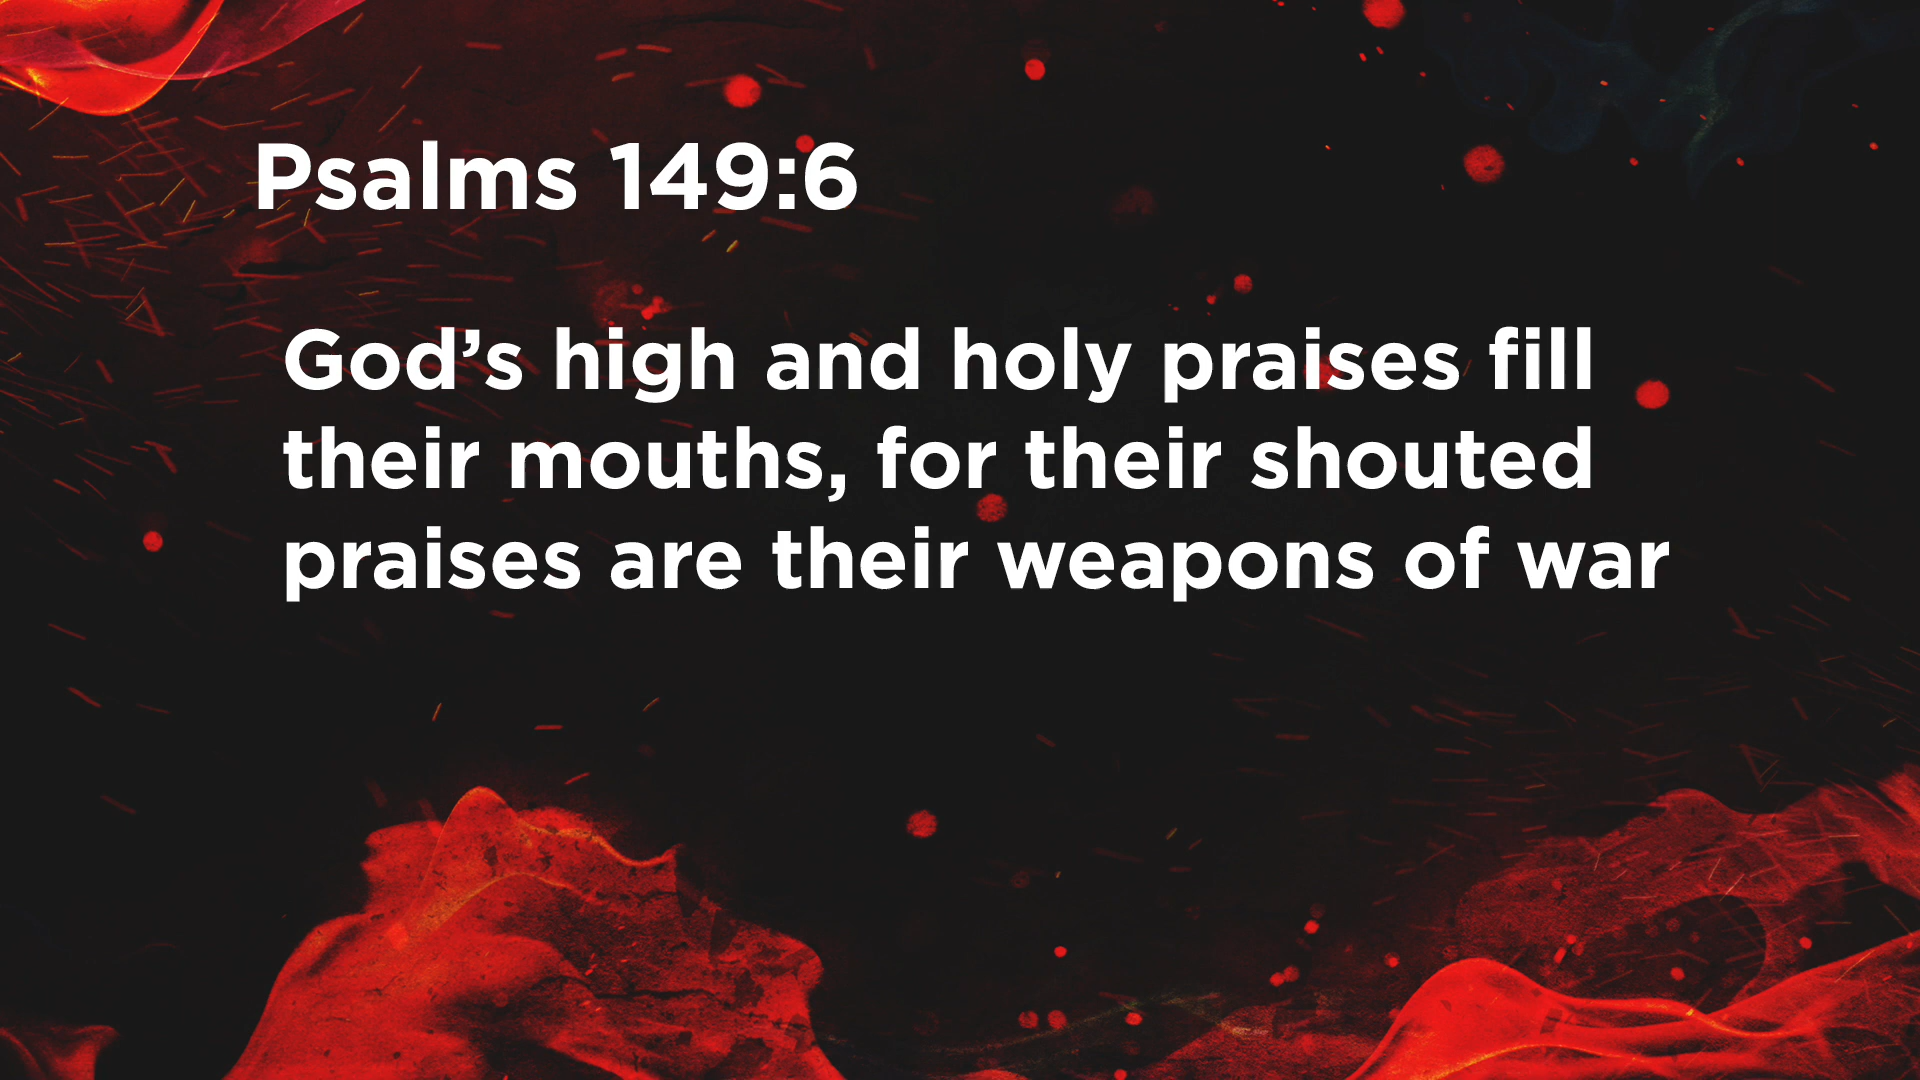 Psalms 149:6
God’s high and holy praises fill
their mouths, for their shouted
praises are their weapons of war